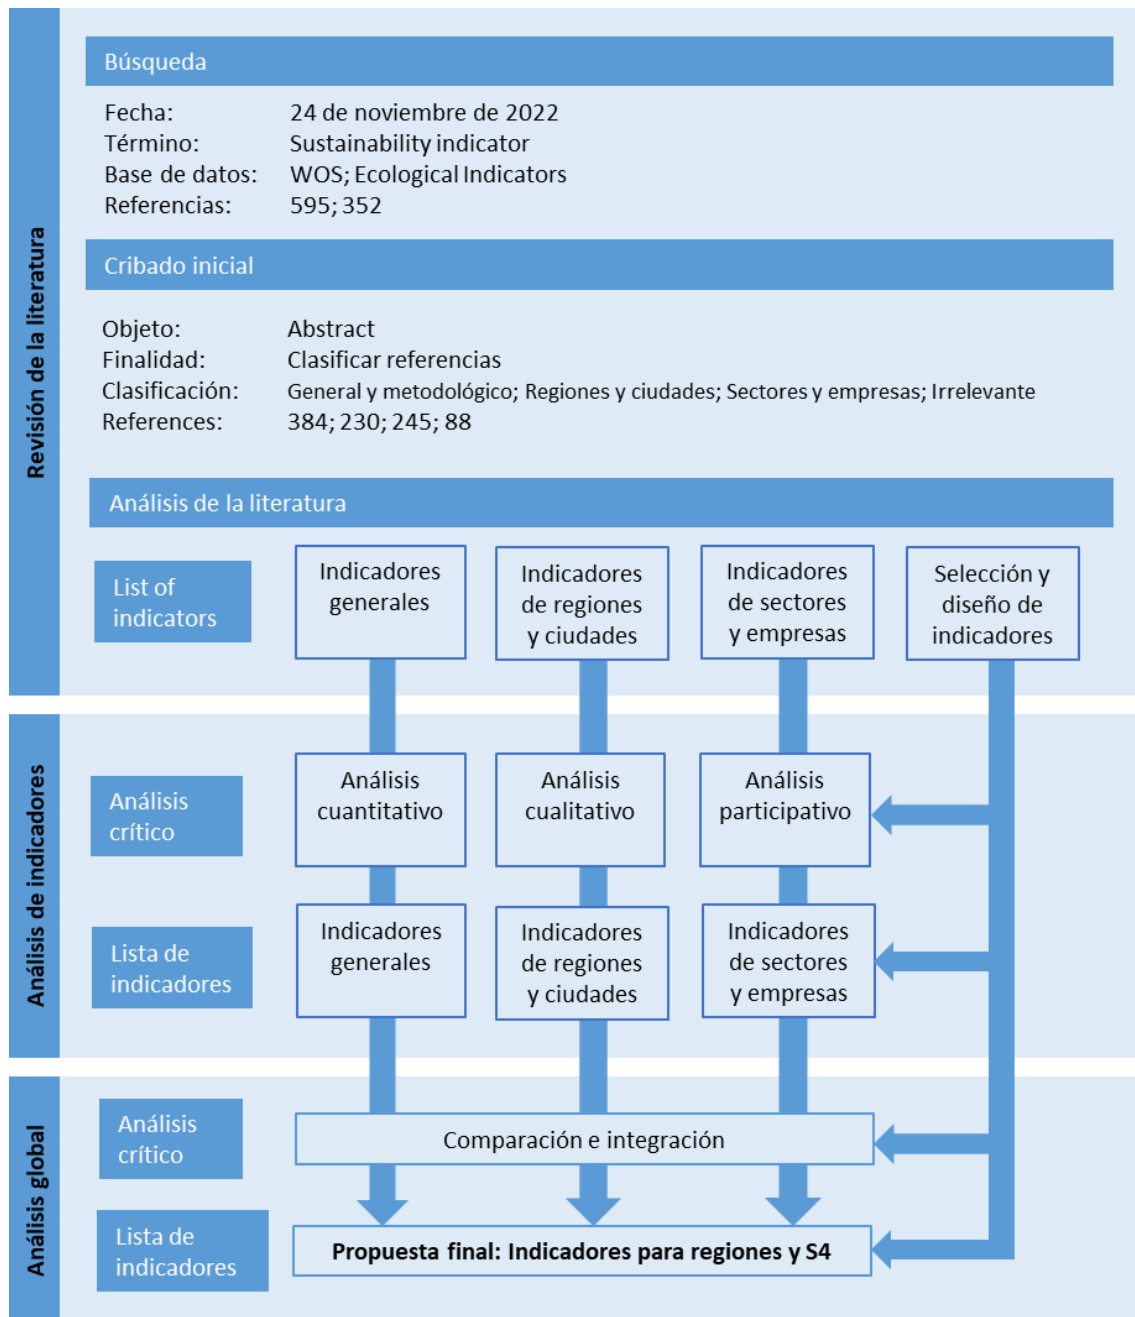 Revisión de la literatura
Búsqueda
Fecha: 24 de noviembre de 2022
Término: Sustainability indicator
Base de datos: WOS; Ecological Indicators
Referencias: 595; 352
Cribado inicial
Objeto: Abstract
Finalidad: Clasificar referencias
Clasificación: General y metodológico; Regiones y ciudades; Sectores y empresas; Irrelevante
References: 384; 230; 245; 88
Análisis de la literatura
List of
indicators
Indicadores
generales
Indicadores
de regiones
y ciudades
Indicadores
de sectores
y empresas
Selección y
diseño de
indicadores
Análisis de indicadores
Análisis
crítico
Análisis
cuantitativo
Análisis
cualitativo
Análisis
participativo
Lista de
indicadores
Indicadores
generales
Indicadores
de regiones
y ciudades
Indicadores
de sectores
y empresas
Análisis global
Análisis
crítico
Comparación e integración
Lista de
indicadores
Propuesta final: Indicadores para regiones y S4